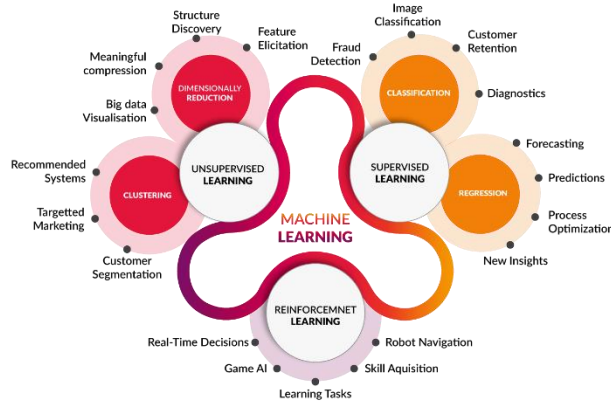 Structure
Discovery
Feature
Elicitation
Meaningful
compression
DIMENSIONALLY
REDUCTION
Big data
Visualisation
Recommended
Systems
CLUSTERING
Targetted
Marketing
Customer
Segmentation
UNSUPERVISED
LEARNING
Image
Classification
Customer
Retention
Fraud
Detection
CLASSIFICATION
Diagnostics
SUPERVISED
LEARNING
Forecasting
Predictions
REGRESSION
Process
Optimization
New Insights
MACHINE
LEARNING
REINFORCEMNET
LEARNING
Real-Time Decisions
Robot Navigation
Game AI
Skill Aquisition
Learning Tasks